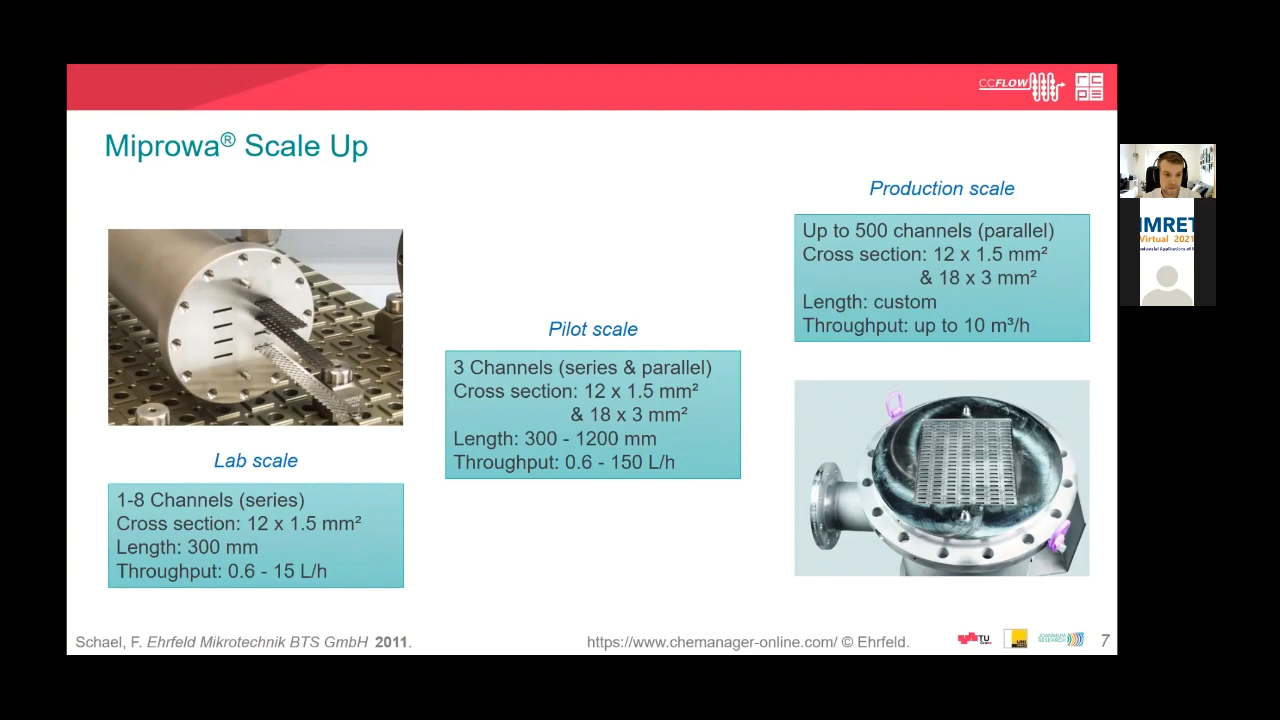 CCFLOW
rcpe
Miprowa® Scale Up
Lab scale
1-8 Channels (series)
Cross section: 12 x 1.5 mm²
Length: 300 mm
Throughput: 0.6 - 15 L/h
Pilot scale
3 Channels (series & parallel)
Cross section: 12 x 1.5 mm²
& 18 x 3 mm²
Length: 300 - 1200 mm
Throughput: 0.6 - 150 L/h
Production scale
Up to 500 channels (parallel)
Cross section: 12 x 1.5 mm²
& 18 x 3 mm²
Length: custom
Throughput: up to 10 m³/h
Schael, F. Ehrfeld Mikrotechnik BTS GmbH 2011.
https://www.chemanager-online.com/ © Ehrfeld.
TU
JOANNEUM
RESEARCH
7
IMRET
Virtual 2021